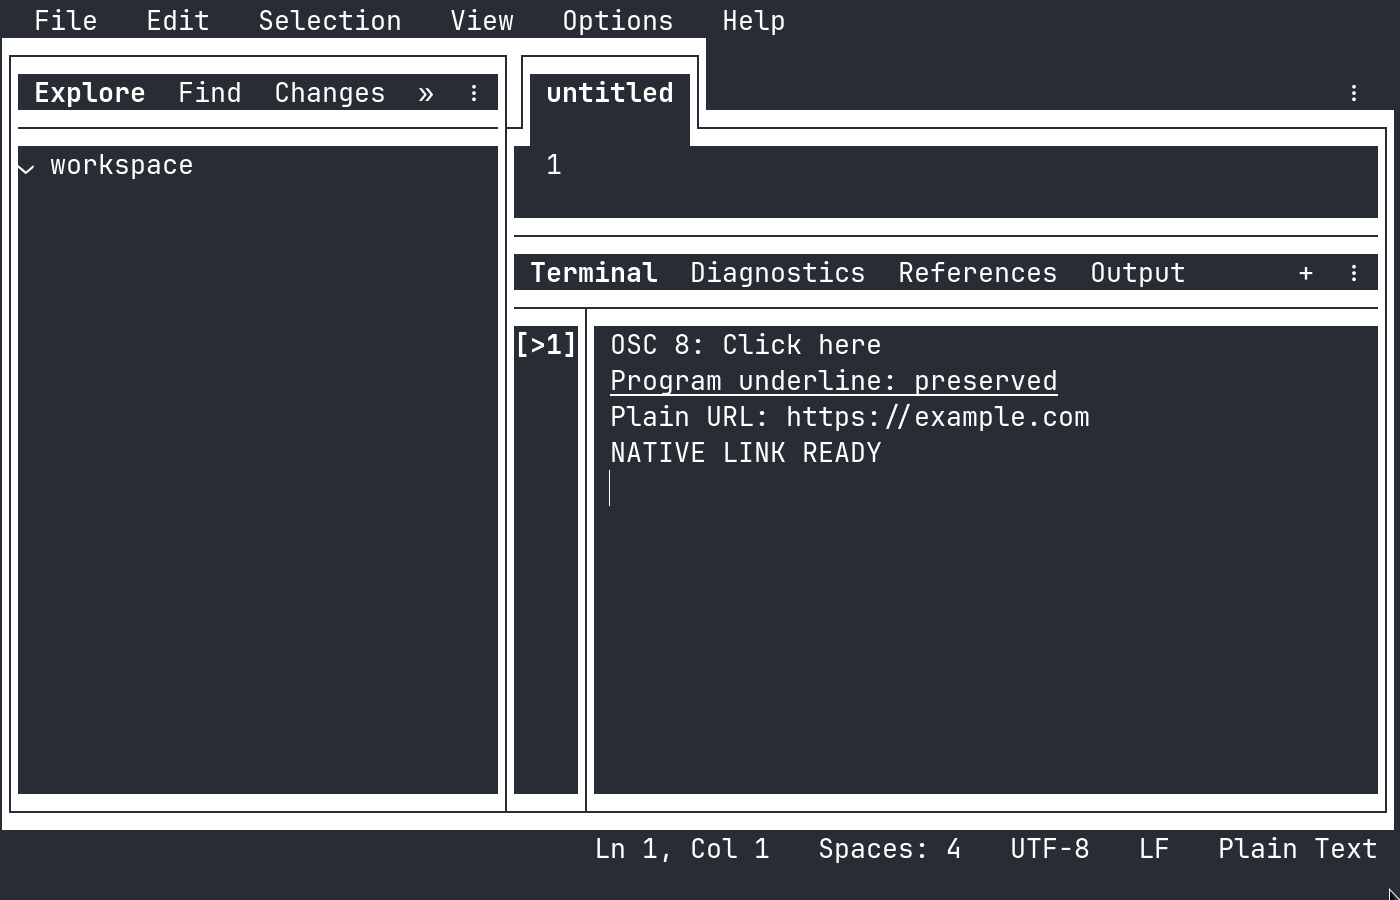 File Edit Selection View Options Help
Explore Find Changes » ⋮
untitled ⋮
workspace
1
Terminal Diagnostics References Output + ⋮
[>1]
OSC 8: Click here
Program underline: preserved
Plain URL: https://example.com
NATIVE LINK READY
Ln 1, Col 1 Spaces: 4 UTF-8 LF Plain Text